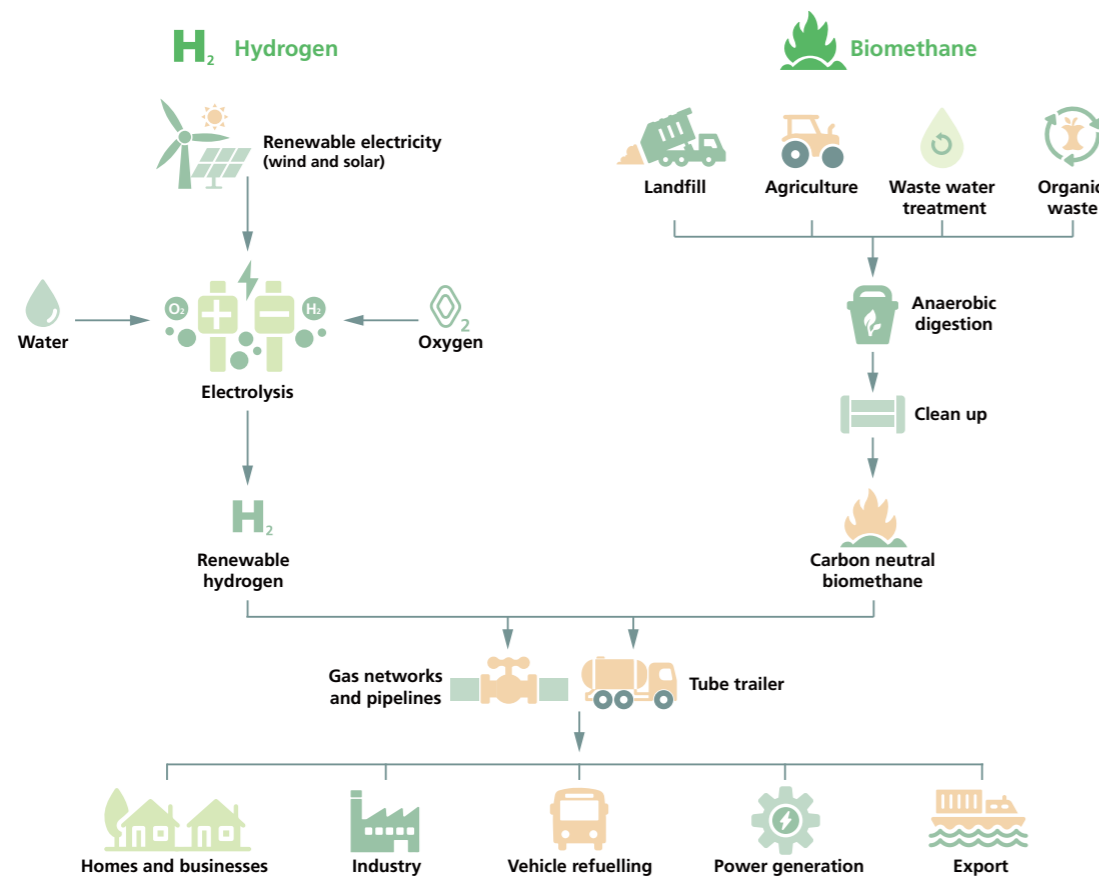 H2 Hydrogen
Biomethane
Renewable electricity
(wind and solar)
Landfill
Agriculture
Waste water
treatment
Organic
waste
Water
O2
H2
2
Oxygen
Electrolysis
Anaerobic
digestion
Clean up
H2
Renewable
hydrogen
Carbon neutral
biomethane
Gas networks
and pipelines
Tube trailer
Homes and businesses
Industry
Vehicle refuelling
Power generation
Export